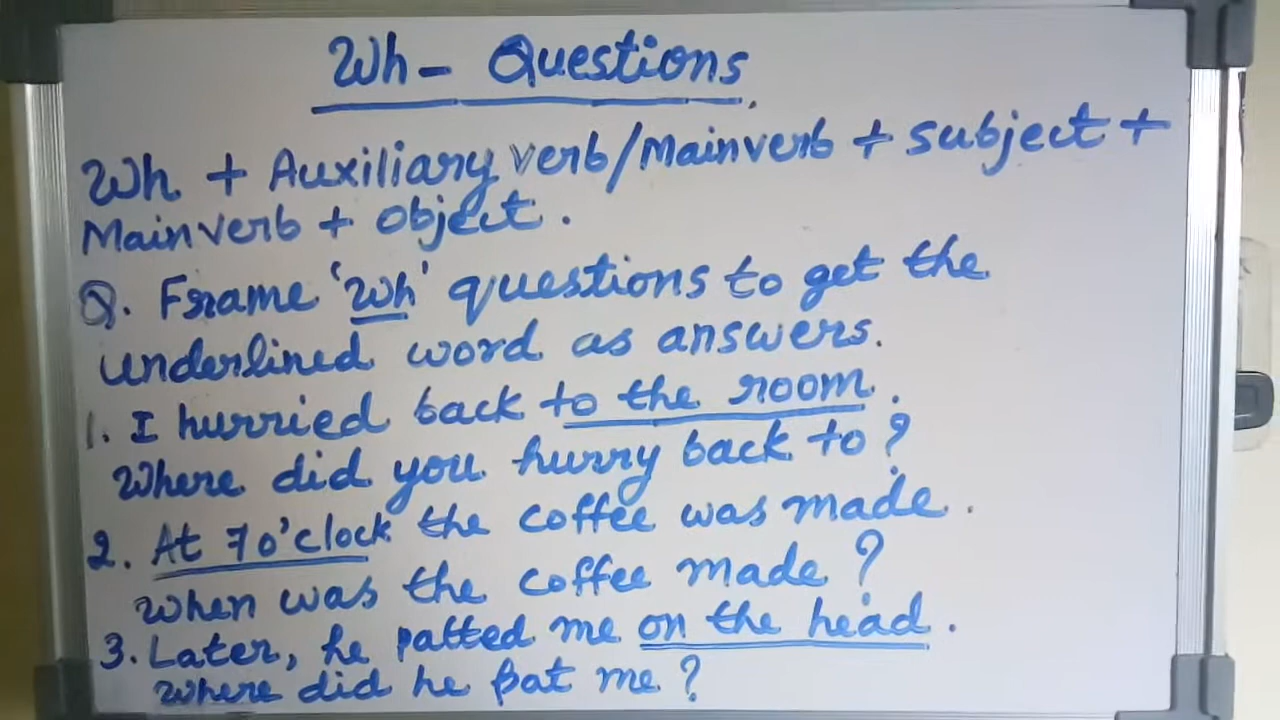 Wh - Questions.
Wh + Auxiliary verb/Mainverb + subject +
Mainverb + object.
Q. Frame 'Wh' questions to get the
underlined word as answers.
1. I hurried back to the room.
Where did you hurry back to?
2. At 7 o'clock the coffee was made.
When was the coffee made?
3. Later, he patted me on the head.
Where did he pat me?